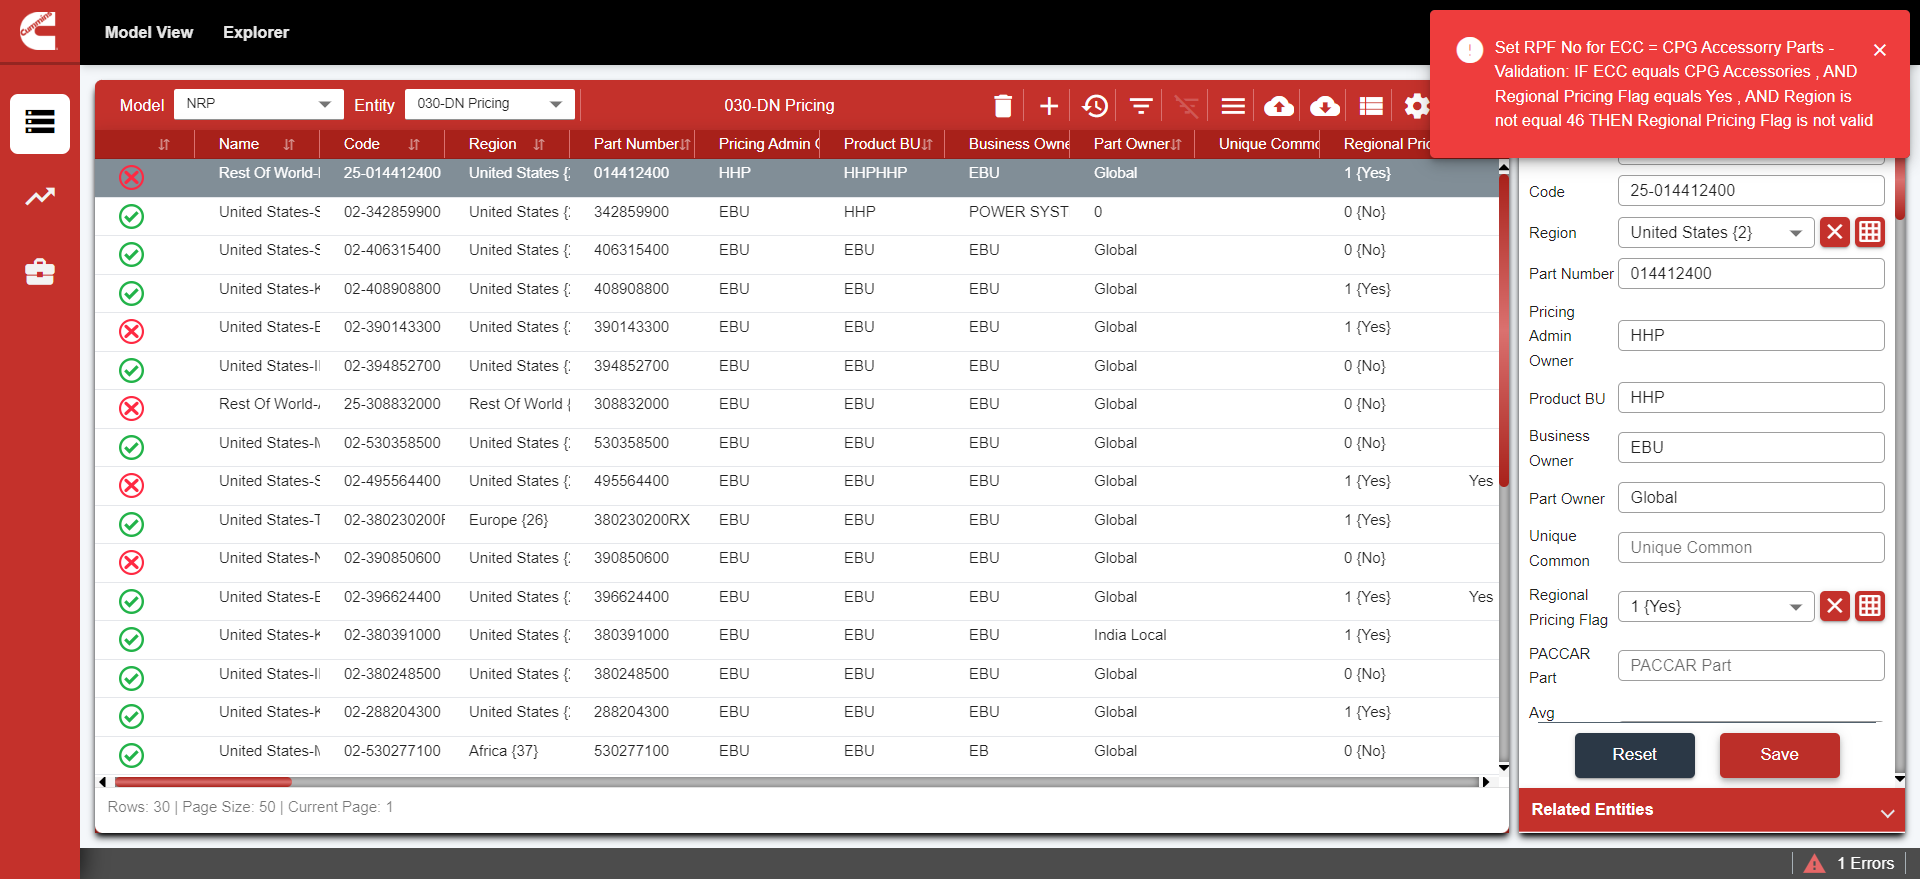 Cummins
Model View
Explorer
Set RPF No for ECC = CPG Accessorry Parts -
Validation: IF ECC equals CPG Accessories , AND
Regional Pricing Flag equals Yes , AND Region is
not equal 46 THEN Regional Pricing Flag is not valid
Model NRP Entity 030-DN Pricing 030-DN Pricing
Name Code Region Part Number Pricing Admin Product BU Business Owne Part Owner Unique Commo Regional Pric
Rest Of World- 25-014412400 United States { 014412400 HHP HHPHHP EBU Global 1 {Yes}
United States-S 02-342859900 United States { 342859900 EBU HHP POWER SYST 0 0 {No}
United States-S 02-406315400 United States { 406315400 EBU EBU EBU Global 0 {No}
United States-K 02-408908800 United States { 408908800 EBU EBU EBU Global 1 {Yes}
United States-E 02-390143300 United States { 390143300 EBU EBU EBU Global 1 {Yes}
United States-I 02-394852700 United States { 394852700 EBU EBU EBU Global 0 {No}
Rest Of World- 25-308832000 Rest Of World { 308832000 EBU EBU EBU Global 0 {No}
United States- 02-530358500 United States { 530358500 EBU EBU EBU Global 0 {No}
United States-S 02-495564400 United States { 495564400 EBU EBU EBU Global 1 {Yes} Yes
United States-T 02-380230200 Europe {26} 380230200RX EBU EBU EBU Global 1 {Yes}
United States-N 02-390850600 United States { 390850600 EBU EBU EBU Global 0 {No}
United States-E 02-396624400 United States { 396624400 EBU EBU EBU Global 1 {Yes} Yes
United States-K 02-380391000 United States { 380391000 EBU EBU EBU India Local 1 {Yes}
United States-I 02-380248500 United States { 380248500 EBU EBU EBU Global 0 {No}
United States-K 02-288204300 United States { 288204300 EBU EBU EBU Global 1 {Yes}
United States- 02-530277100 Africa {37} 530277100 EBU EBU EB Global 0 {No}
Rows: 30 | Page Size: 50 | Current Page: 1
Code 25-014412400
Region United States {2}
Part Number 014412400
Pricing
Admin HHP
Owner
Product BU HHP
Business
Owner EBU
Part Owner Global
Unique
Common Unique Common
Regional
Pricing Flag 1 {Yes}
PACCAR
Part PACCAR Part
Avg
Reset Save
Related Entities
1 Errors